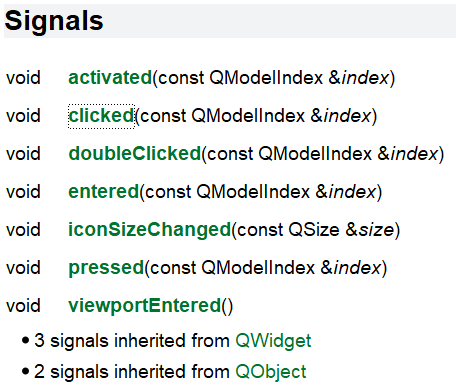 Signals
void activated(const QModelIndex &index)
void clicked(const QModelIndex &index)
void doubleClicked(const QModelIndex &index)
void entered(const QModelIndex &index)
void iconSizeChanged(const QSize &size)
void pressed(const QModelIndex &index)
void viewportEntered()
• 3 signals inherited from QWidget
• 2 signals inherited from QObject